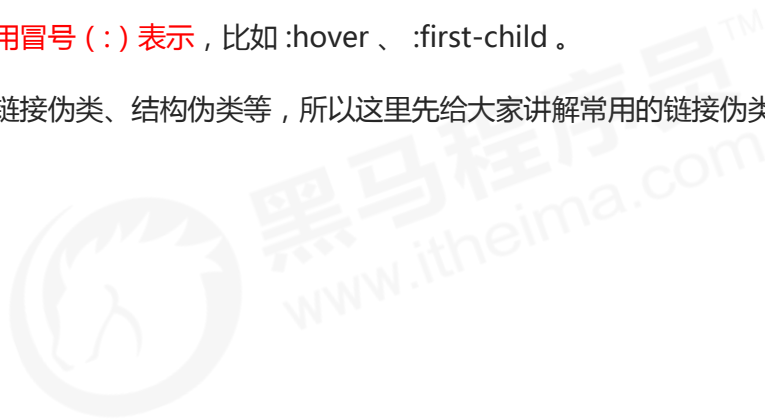 用冒号（:）表示，比如 :hover 、 :first-child 。
链接伪类、结构伪类等，所以这里先给大家讲解常用的链接伪类
黑马程序员™
www.itheima.com